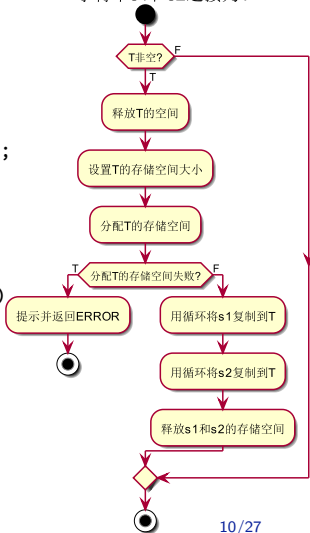 T非空?
F
T
释放T的空间
;
设置T的存储空间大小
分配T的存储空间
T
分配T的存储空间失败?
F
)
提示并返回ERROR
用循环将s1复制到T
用循环将s2复制到T
释放s1和s2的存储空间
10/27